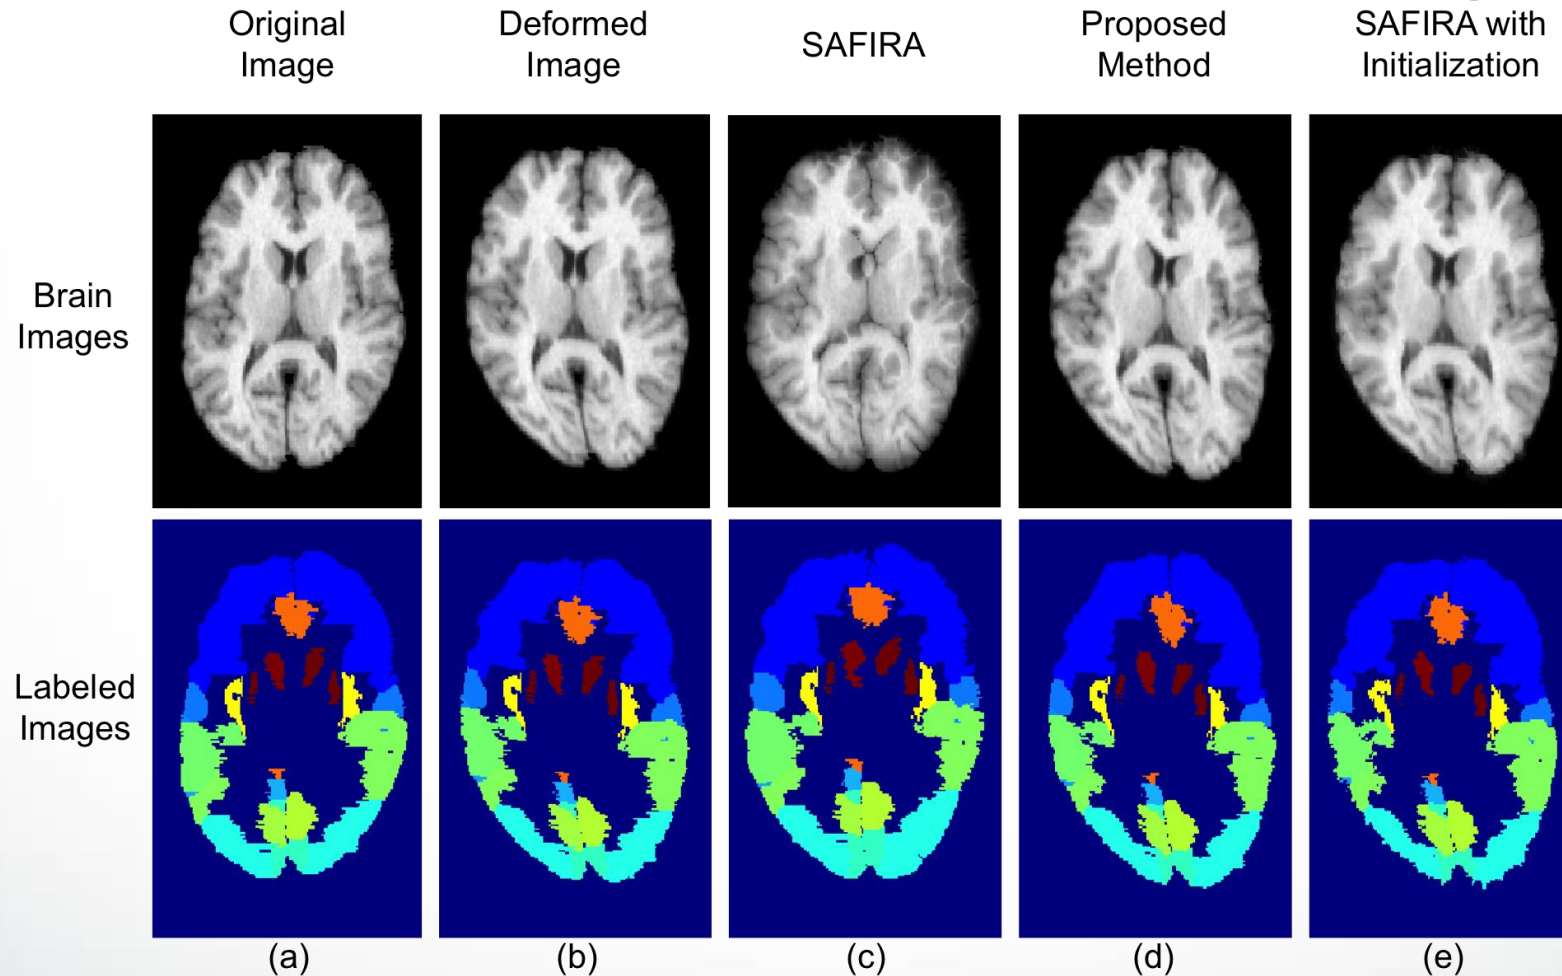 Original
Image
Deformed
Image
SAFIRA
Proposed
Method
SAFIRA with
Initialization
Brain
Images
Labeled
Images
(a)
(b)
(c)
(d)
(e)